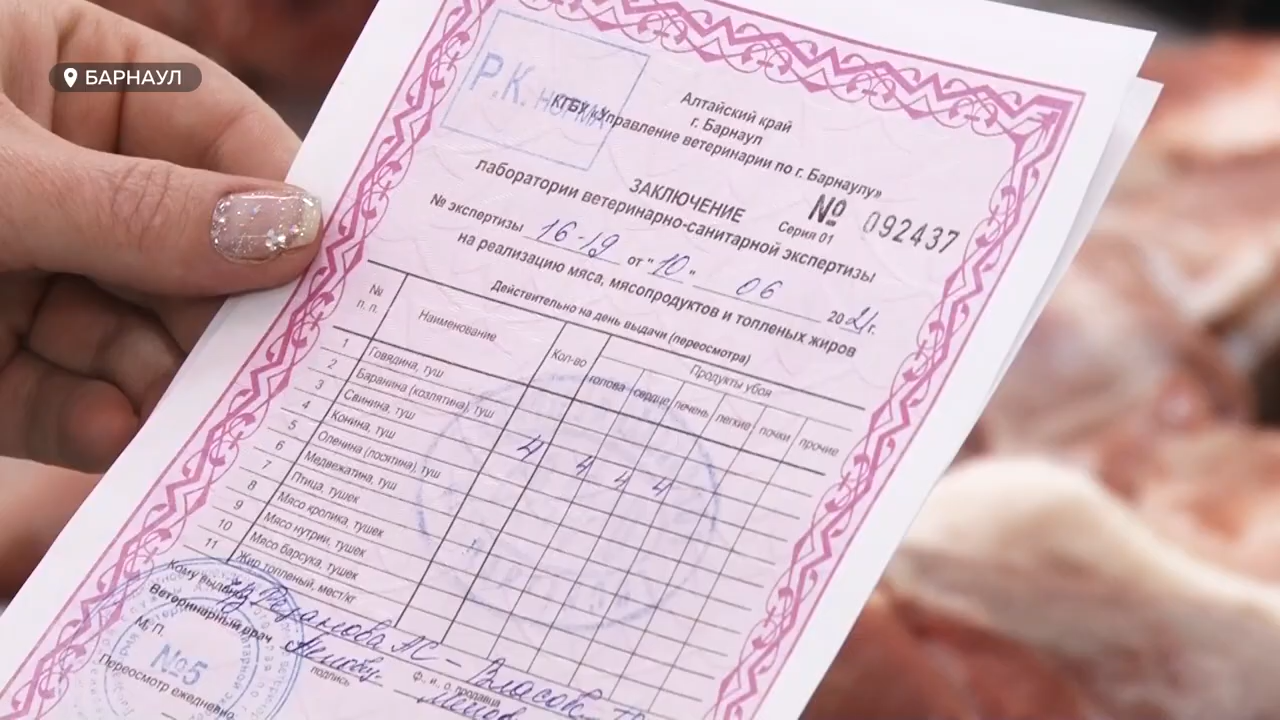 БАРНАУЛ
Р.К. НОРМА
Алтайский край
г. Барнаул
КГБУ «Управление ветеринарии по г. Барнаулу»
ЗАКЛЮЧЕНИЕ
№ 092437
Серия 01
лаборатории ветеринарно-санитарной экспертизы
№ экспертизы 16-19 от "10" 06 2021г.
на реализацию мяса, мясопродуктов и топленых жиров
Действительно на день выдачи (переосмотра)
№ п. п. Наименование Кол-во Продукты убоя
голова сердце печень легкие почки прочие
1 Говядина, туш
2 Баранина (козлятина), туш
3 Свинина, туш 4 4 4 4
4 Конина, туш
5 Оленина (лосятина), туш
6 Медвежатина, туш
7 Птица, тушек
8 Мясо кролика, тушек
9 Мясо нутрии, тушек
10 Мясо барсука, тушек
11 Жир топленый, мест/кг
Кому выдано
ф., и., о. продавца
Ветеринарный врач
подпись
М. П.
№5
Переосмотр ежедневно